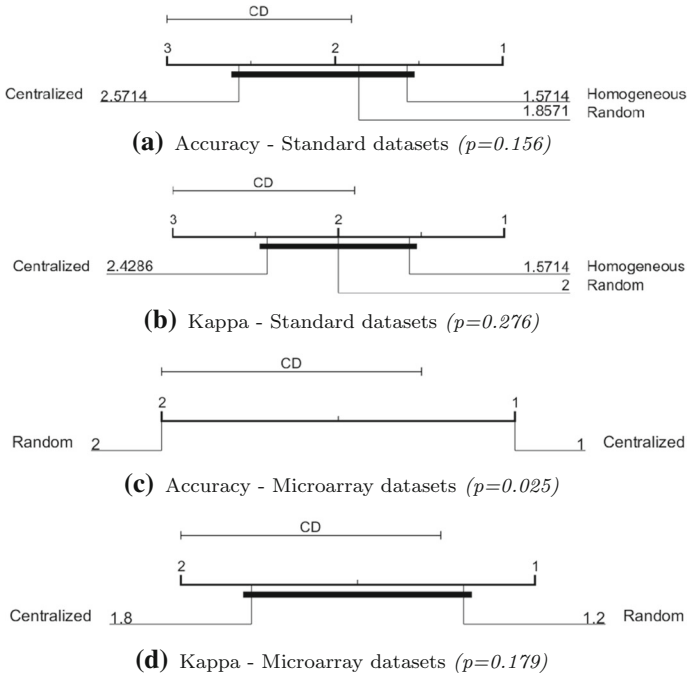 CD
3 2 1
Centralized 2.5714 1.5714 Homogeneous
1.8571 Random
(a) Accuracy - Standard datasets (p=0.156)
CD
3 2 1
Centralized 2.4286 1.5714 Homogeneous
2 Random
(b) Kappa - Standard datasets (p=0.276)
CD
2 1
Random 2 1 Centralized
(c) Accuracy - Microarray datasets (p=0.025)
CD
2 1
Centralized 1.8 1.2 Random
(d) Kappa - Microarray datasets (p=0.179)